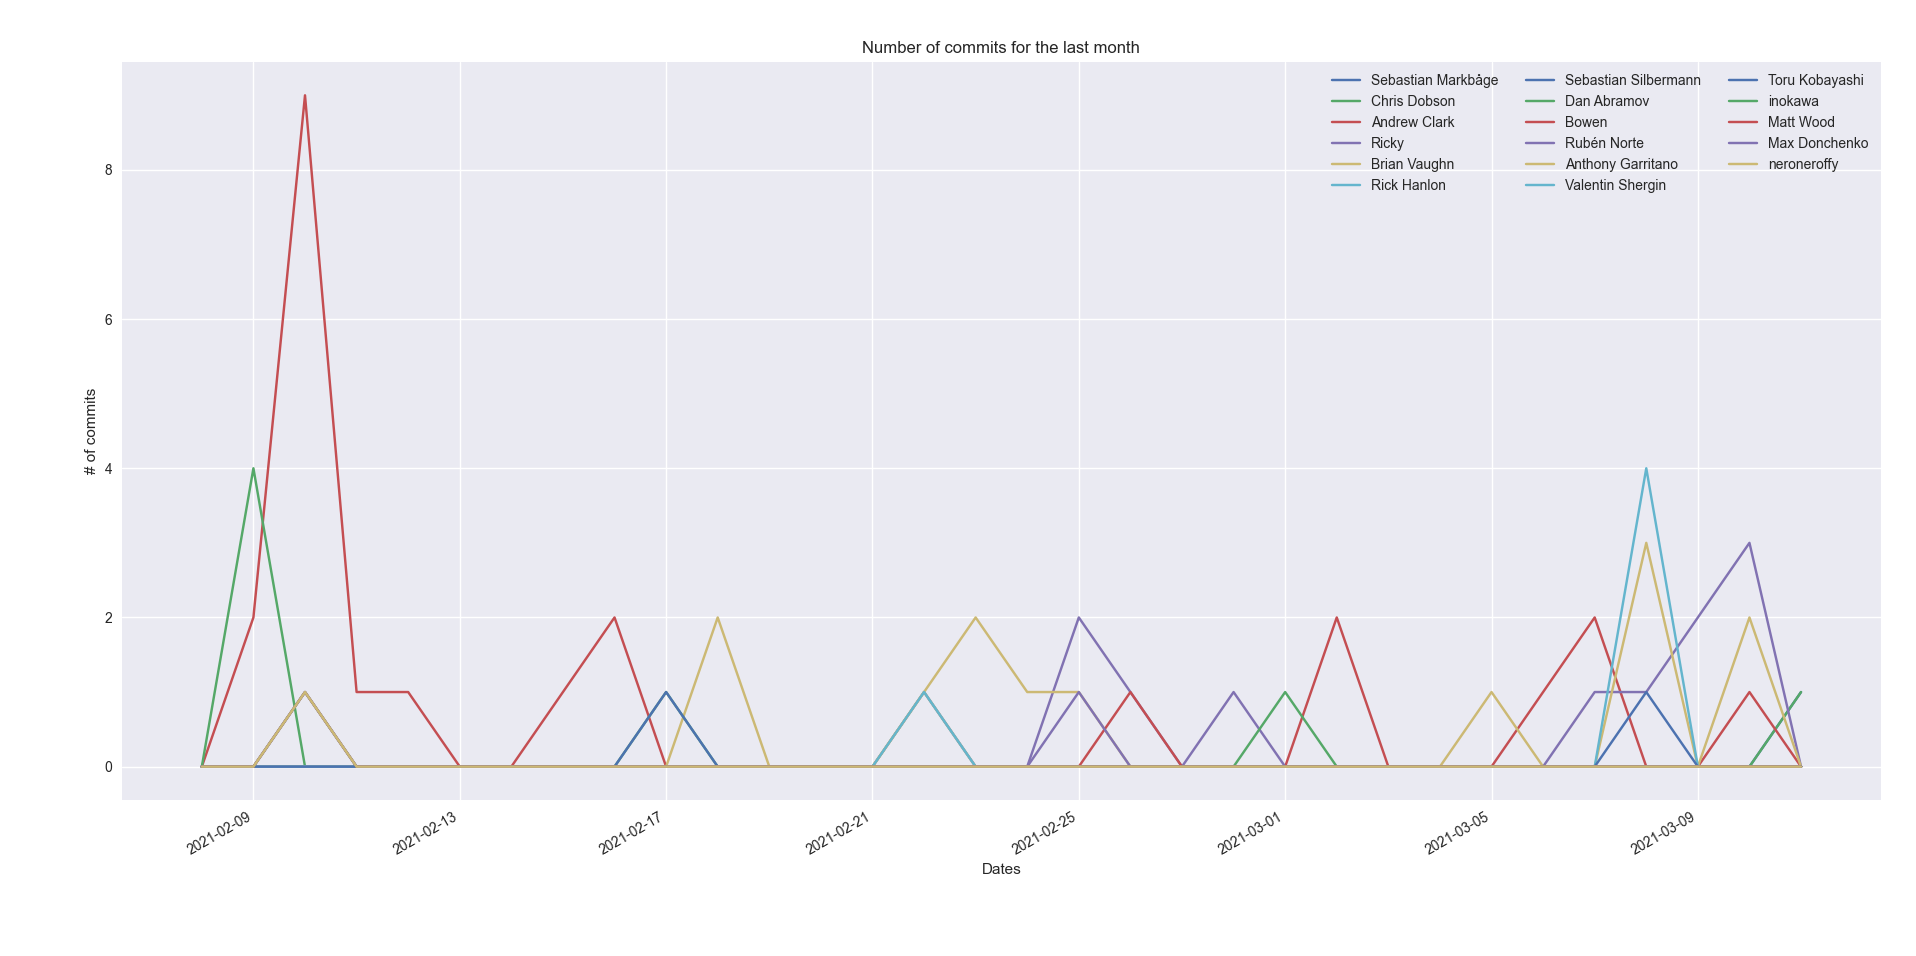 Number of commits for the last month
Sebastian Markbåge
Chris Dobson
Andrew Clark
Ricky
Brian Vaughn
Rick Hanlon
Sebastian Silbermann
Dan Abramov
Bowen
Rubén Norte
Anthony Garritano
Valentin Shergin
Toru Kobayashi
inokawa
Matt Wood
Max Donchenko
neroneroffy
# of commits
8
6
4
2
0
2021-02-09
2021-02-13
2021-02-17
2021-02-21
2021-02-25
2021-03-01
2021-03-05
2021-03-09
Dates